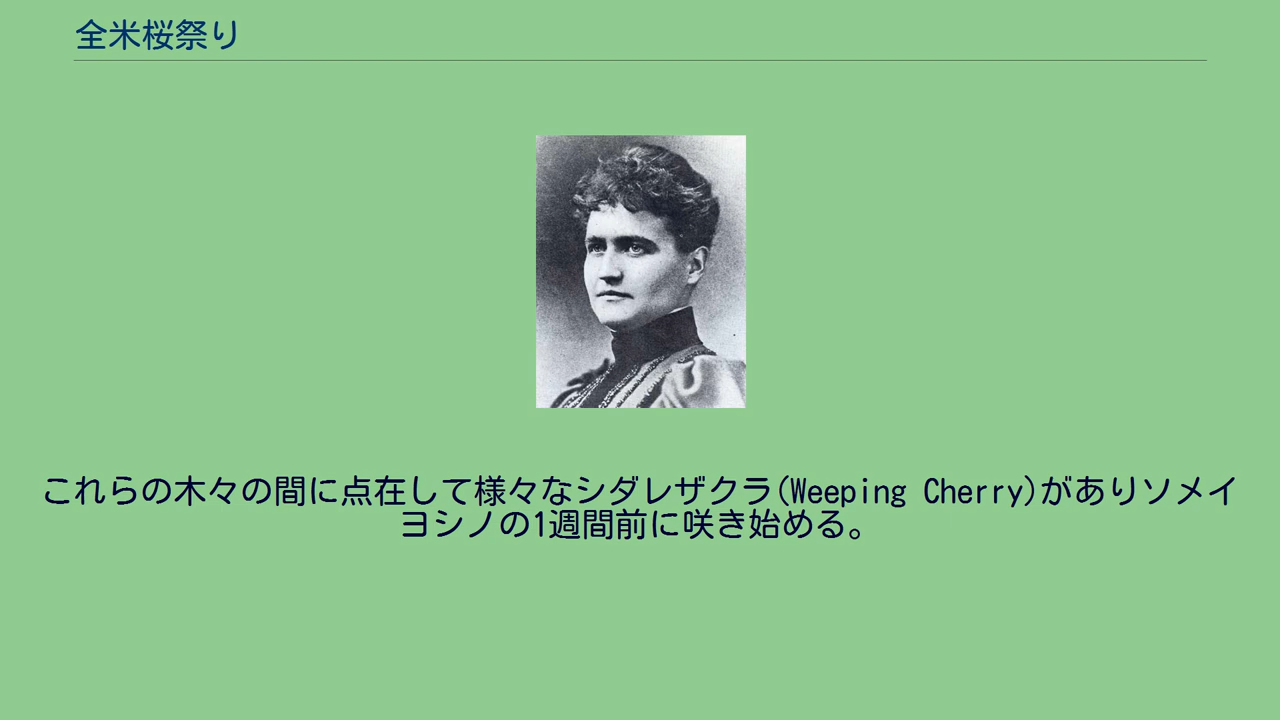 全米桜祭り
これらの木々の間に点在して様々なシダレザクラ(Weeping Cherry)がありソメイ
ヨシノの1週間前に咲き始める。